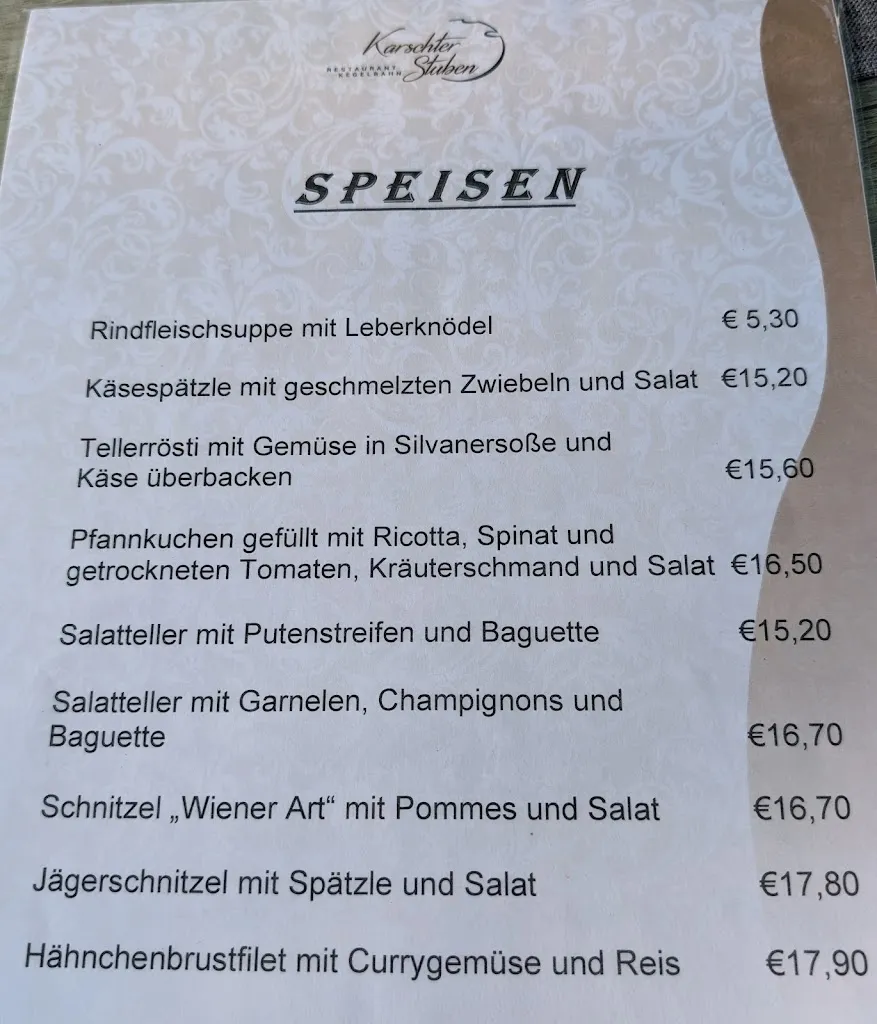 Karschter
RESTAURANT
KEGELBAHN
Stuben
SPEISEN
Rindfleischsuppe mit Leberknödel € 5,30
Käsespätzle mit geschmelzten Zwiebeln und Salat €15,20
Tellerrösti mit Gemüse in Silvanersoße und
Käse überbacken €15,60
Pfannkuchen gefüllt mit Ricotta, Spinat und
getrockneten Tomaten, Kräuterschmand und Salat €16,50
Salatteller mit Putenstreifen und Baguette €15,20
Salatteller mit Garnelen, Champignons und
Baguette €16,70
Schnitzel „Wiener Art“ mit Pommes und Salat €16,70
Jägerschnitzel mit Spätzle und Salat €17,80
Hähnchenbrustfilet mit Currygemüse und Reis €17,90